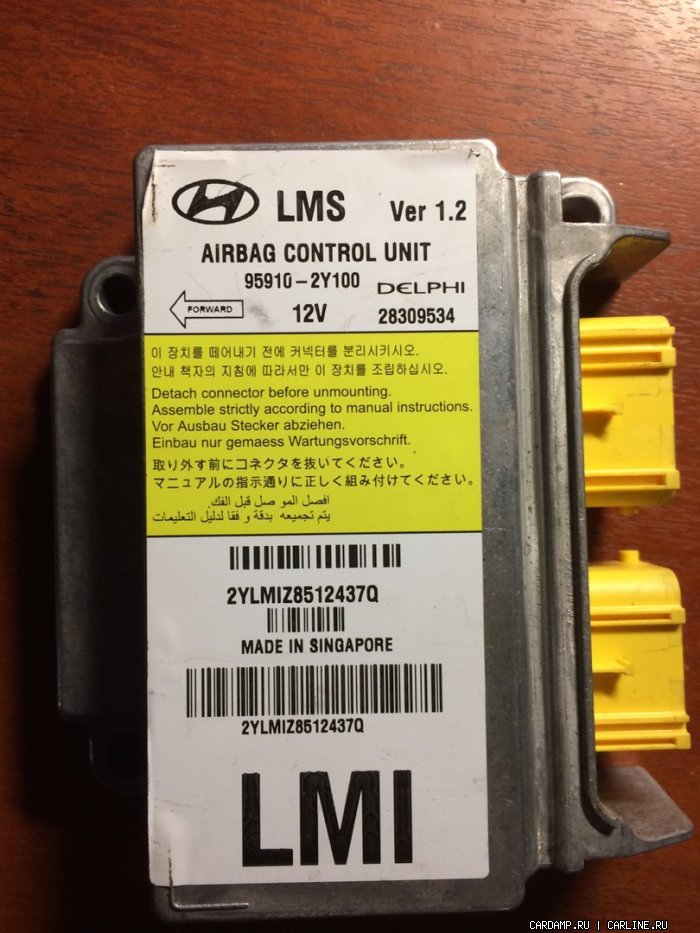 LMS Ver 1.2
AIRBAG CONTROL UNIT
95910-2Y100 DELPHI
FORWARD 12V 28309534
이 장치를 떼어내기 전에 커넥터를 분리시키시오.
안내 책자의 지침에 따라서만 이 장치를 조립하십시오.
Detach connector before unmounting.
Assemble strictly according to manual instructions.
Vor Ausbau Stecker abziehen.
Einbau nur gemaess Wartungsvorschrift.
取り外す前にコネクタを抜いてください。
マニュアルの指示通りに正しく組み付けてください。
افصل المو صل قبل الفك.
يتم تجميعه بدقة و فقا لدليل التعليمات
2YLMIZ8512437Q
MADE IN SINGAPORE
2YLMIZ8512437Q
LMI
CARDAMP.RU | CARLINE.RU